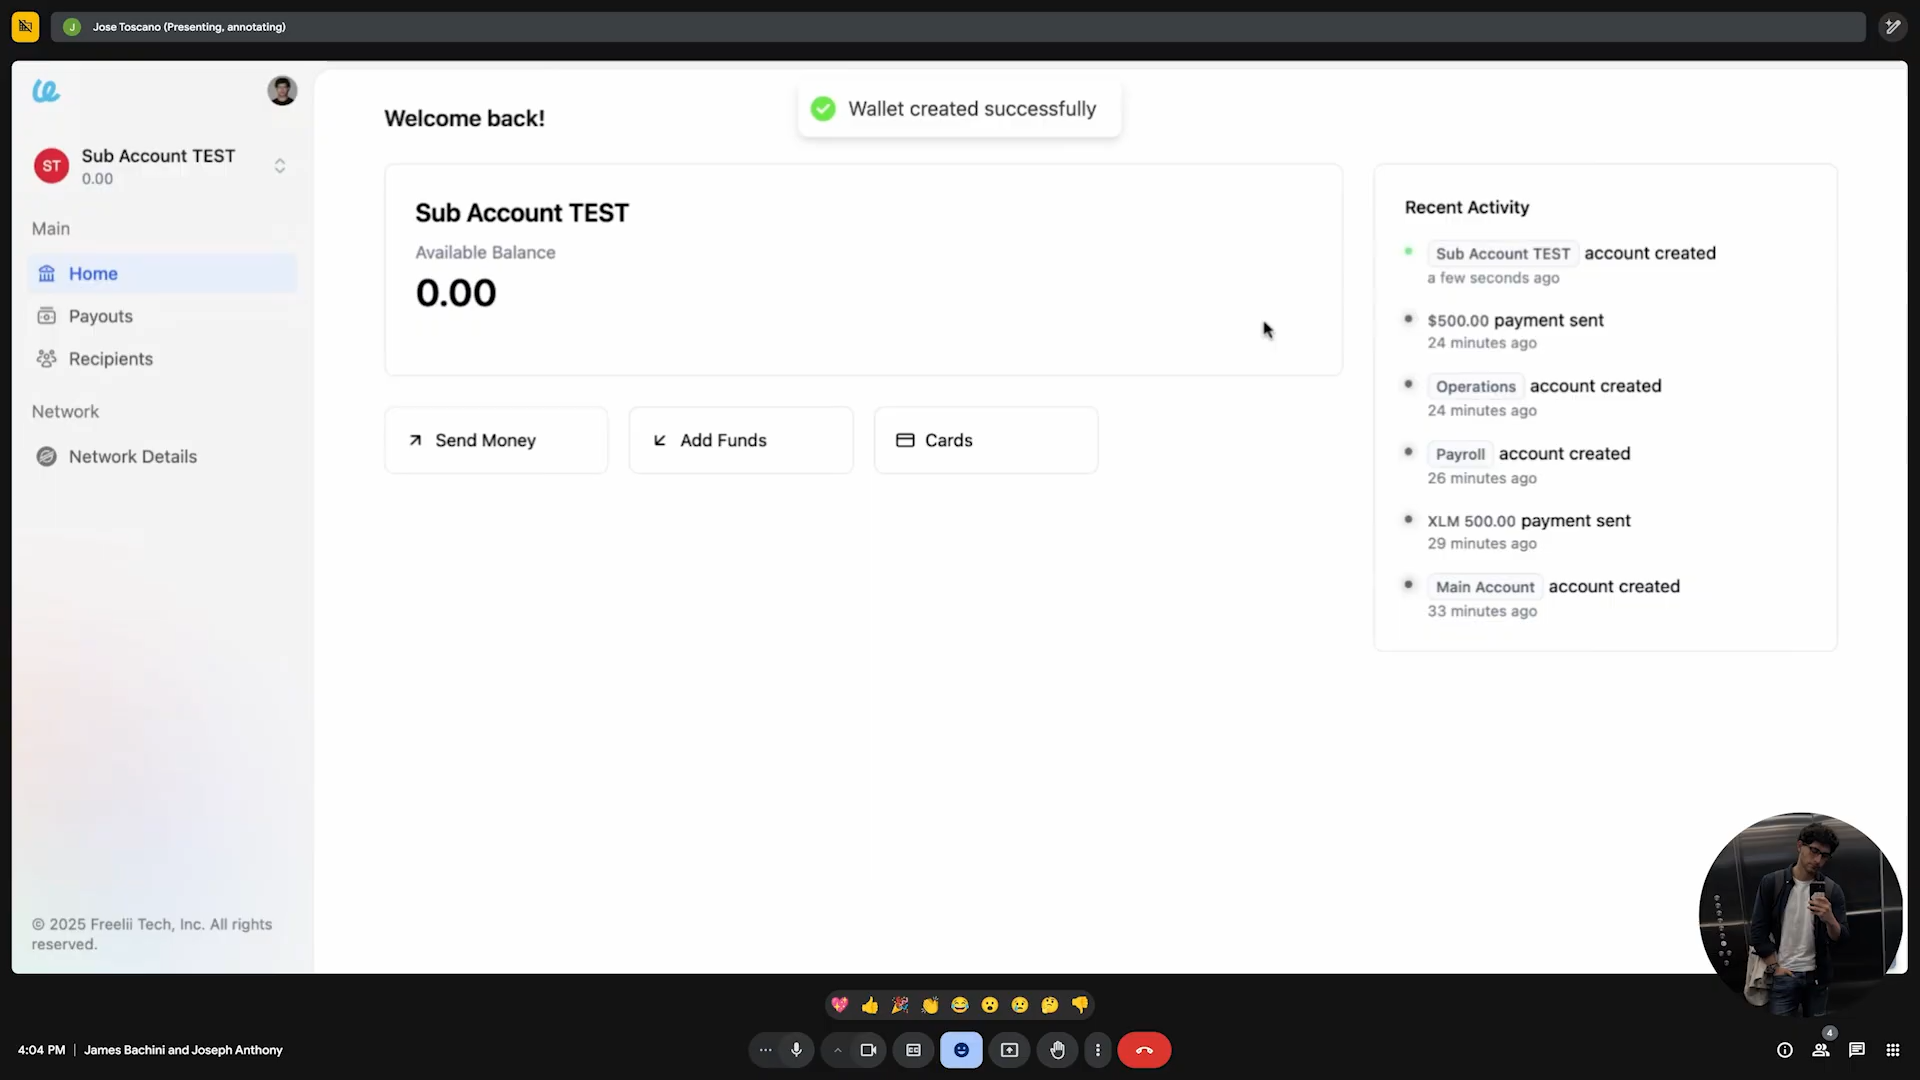 J Jose Toscano (Presenting, annotating)
Welcome back!
Wallet created successfully
ST Sub Account TEST
0.00
Main
Home
Payouts
Recipients
Network
Network Details
© 2025 Freelii Tech, Inc. All rights
reserved.
Sub Account TEST
Available Balance
0.00
Send Money
Add Funds
Cards
Recent Activity
Sub Account TEST account created
a few seconds ago
$500.00 payment sent
24 minutes ago
Operations account created
24 minutes ago
Payroll account created
26 minutes ago
XLM 500.00 payment sent
29 minutes ago
Main Account account created
33 minutes ago
4:04 PM | James Bachini and Joseph Anthony
4